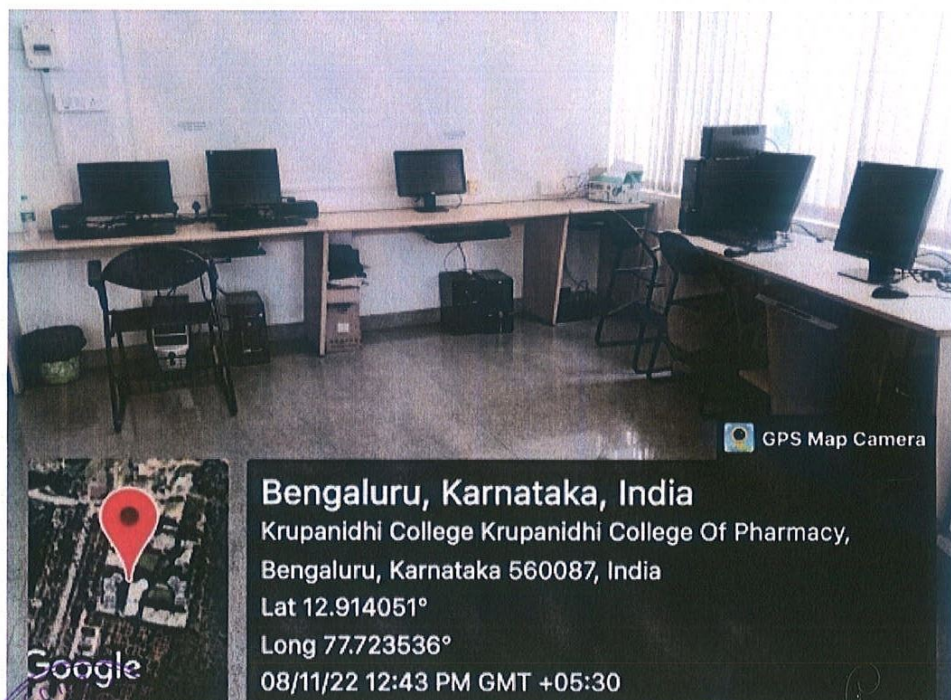 GPS Map Camera
Bengaluru, Karnataka, India
Krupanidhi College Krupanidhi College Of Pharmacy,
Bengaluru, Karnataka 560087, India
Lat 12.914051°
Long 77.723536°
08/11/22 12:43 PM GMT +05:30
Google